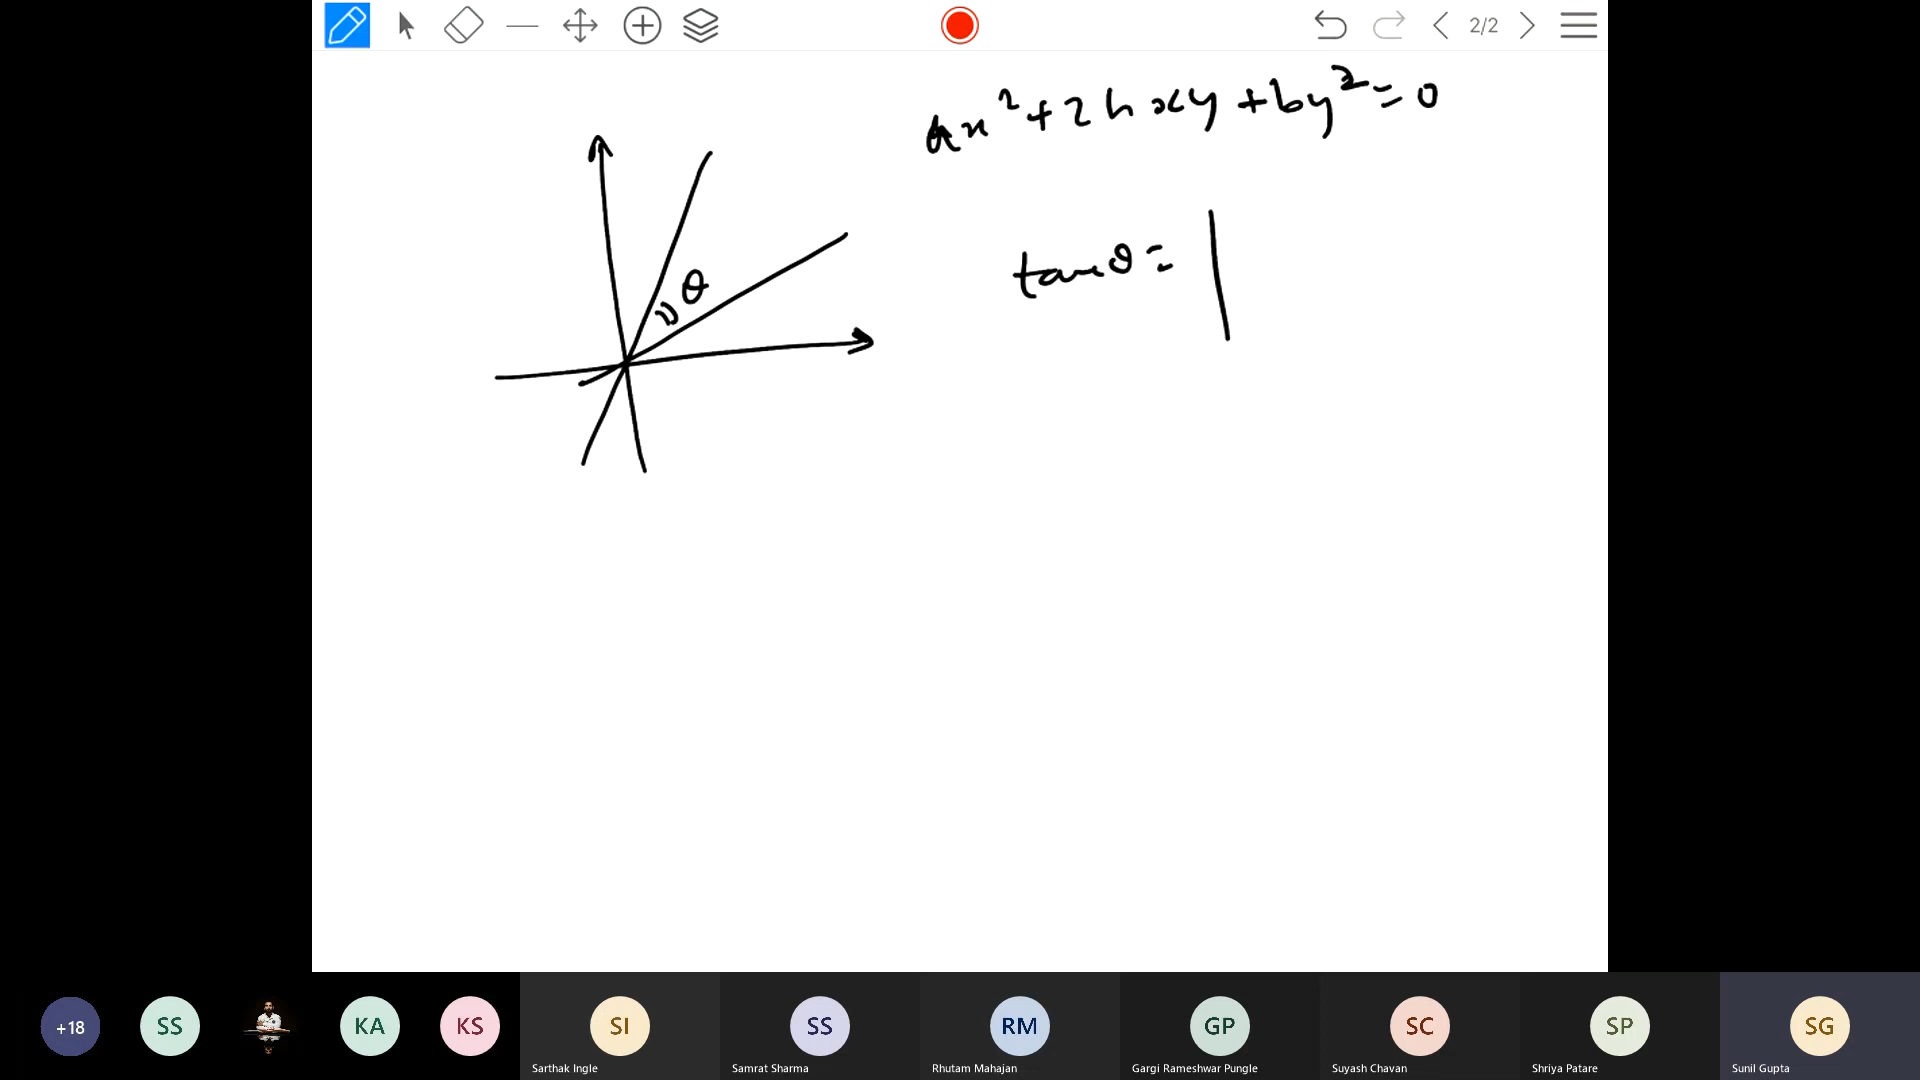 2/2
ax²+2hxy+by²=0
θ
tanθ= |
+18
SS
KA
KS
SI
SS
RM
GP
SC
SP
SG
Sarthak Ingle
Samrat Sharma
Rhutam Mahajan
Gargi Rameshwar Pungle
Suyash Chavan
Shriya Patare
Sunil Gupta